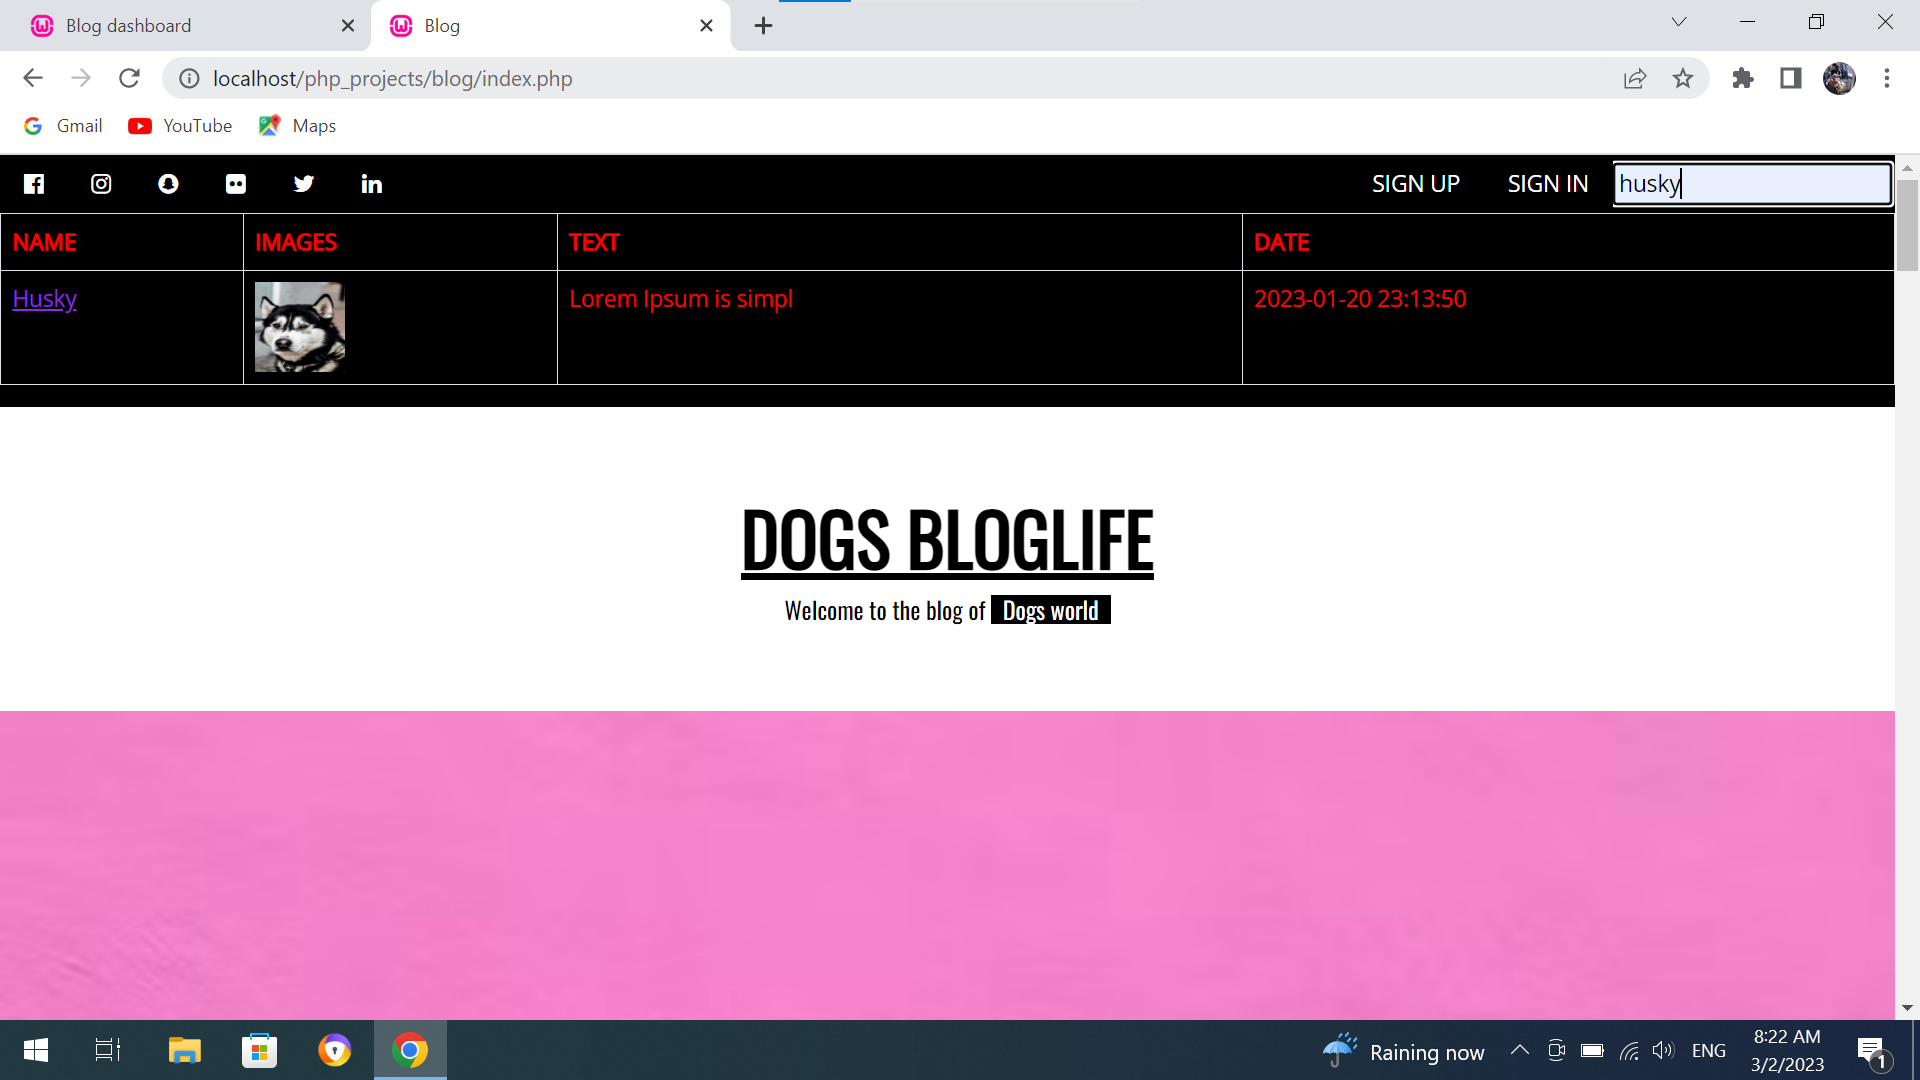 Blog dashboard
Blog
localhost/php_projects/blog/index.php
Gmail
YouTube
Maps
SIGN UP
SIGN IN
husky
NAME
IMAGES
TEXT
DATE
Husky
Lorem Ipsum is simpl
2023-01-20 23:13:50
DOGS BLOGLIFE
Welcome to the blog of Dogs world
Raining now
ENG
8:22 AM
3/2/2023
1